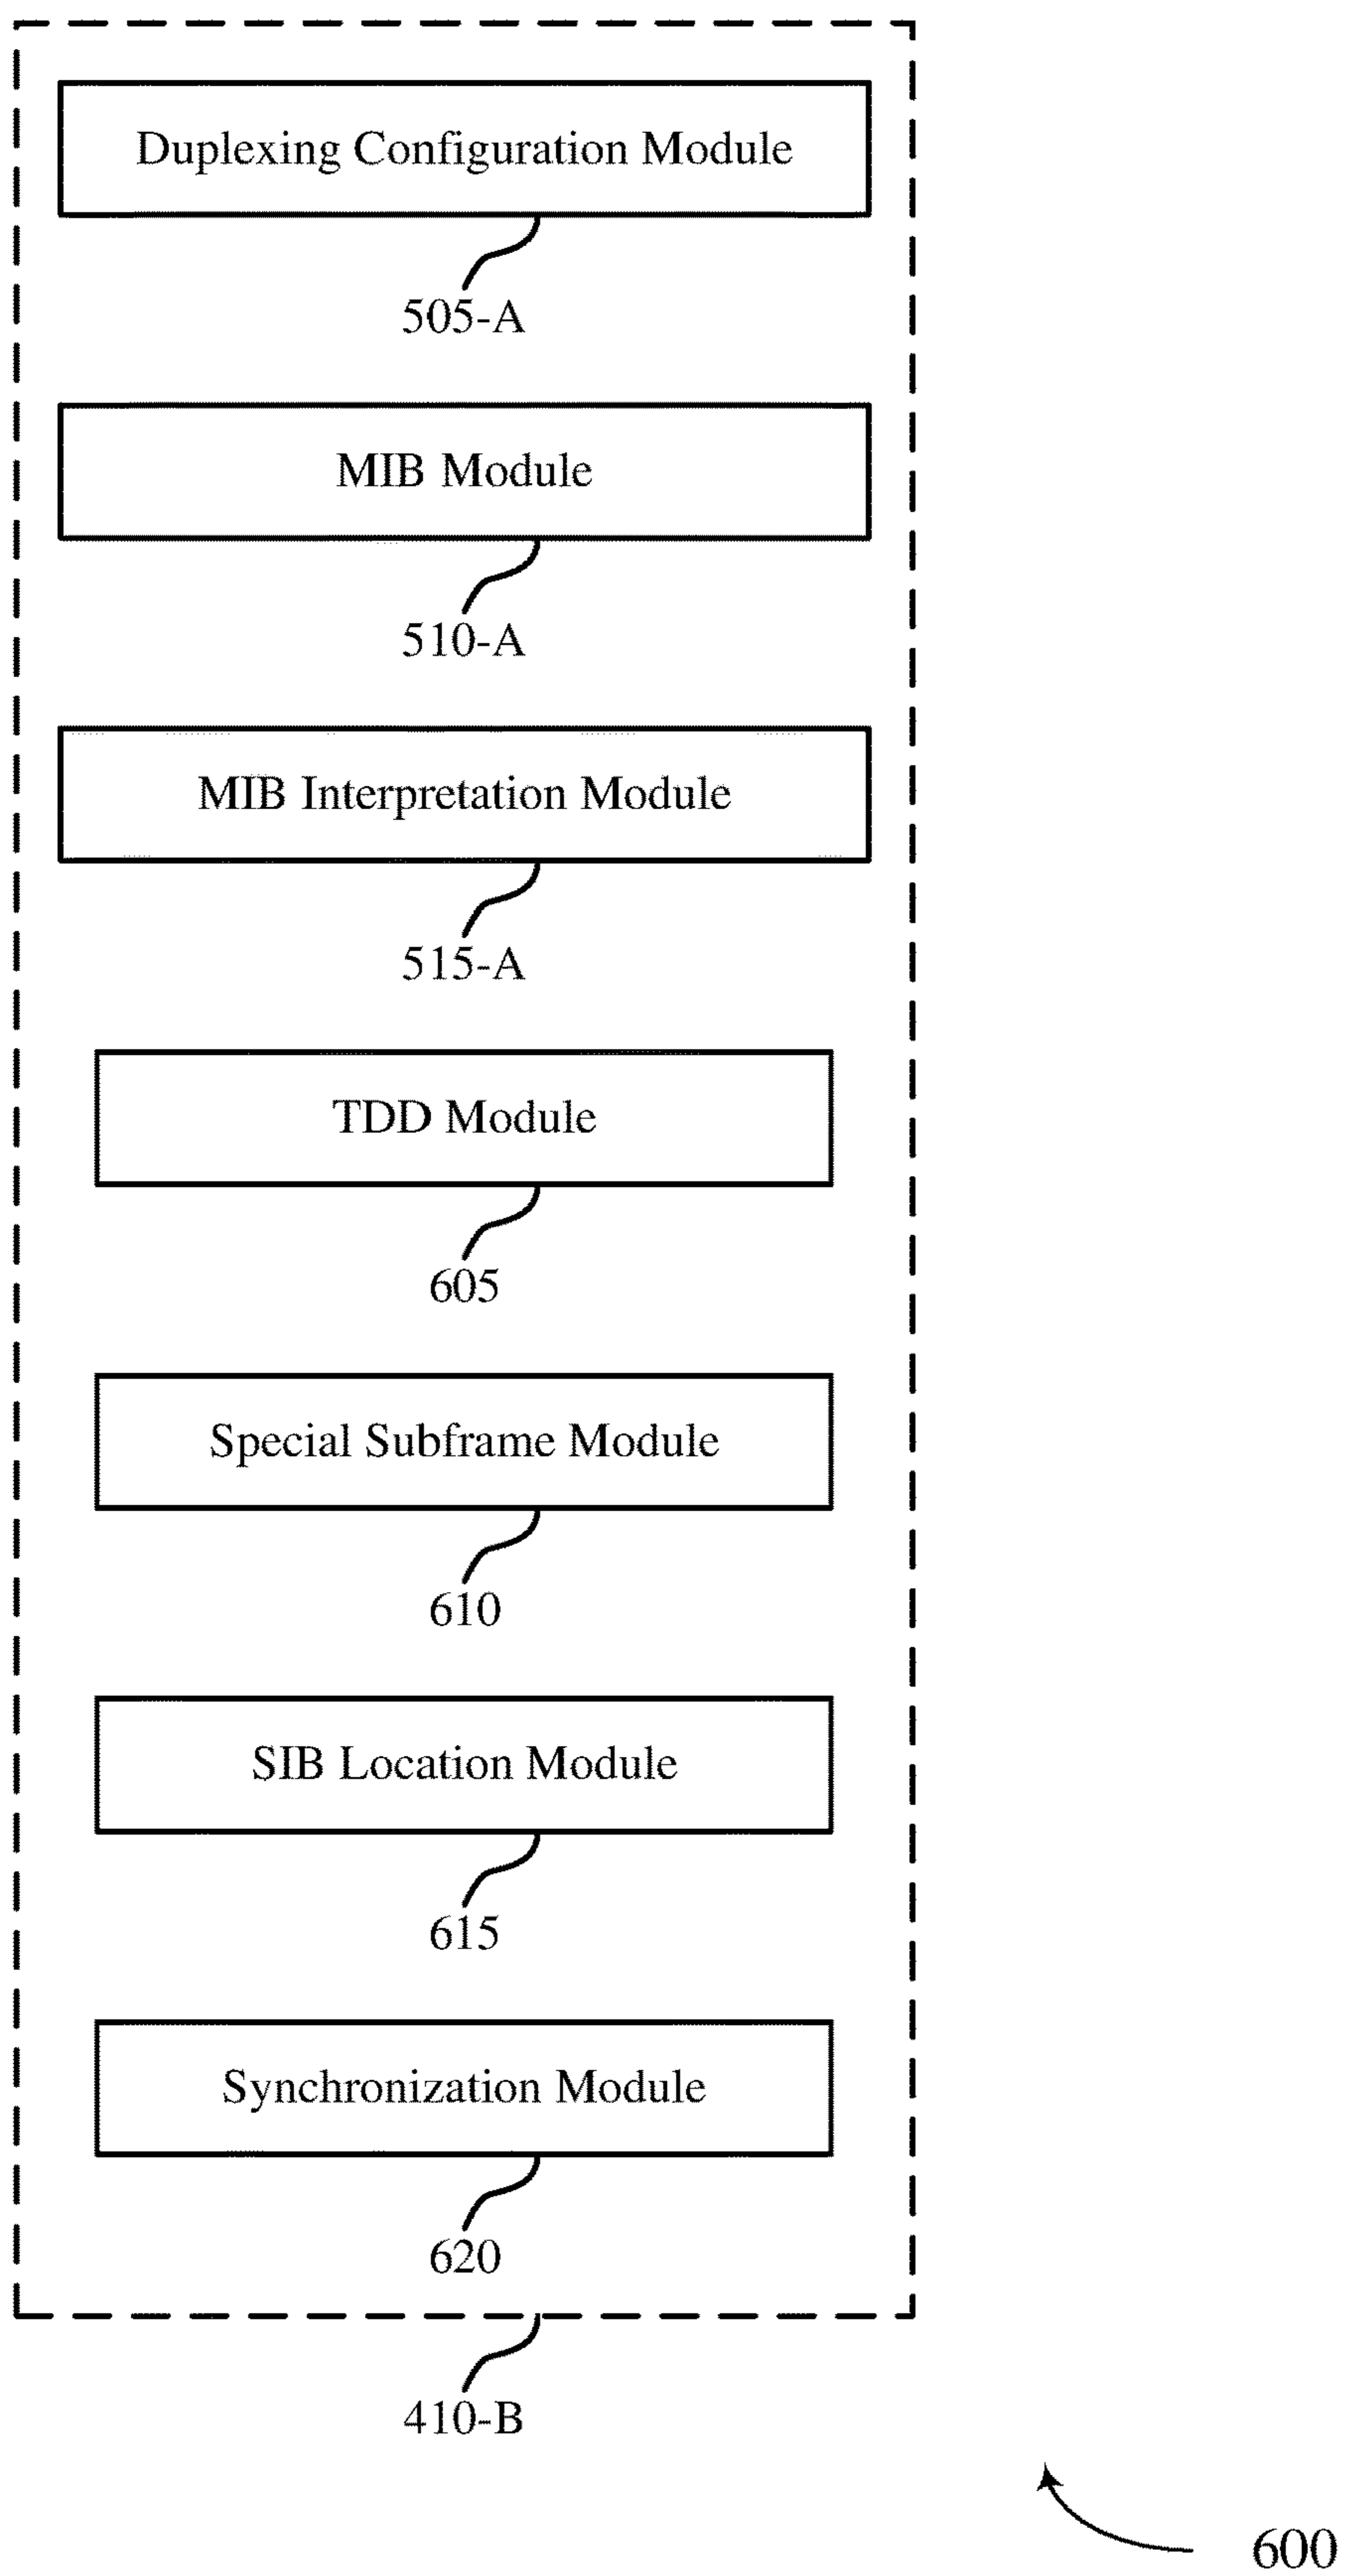 Duplexing Configuration Module
505-A
MIB Module
510-A
MIB Interpretation Module
515-A
TDD Module
605
Special Subframe Module
610
SIB Location Module
615
Synchronization Module
620
410-B
600